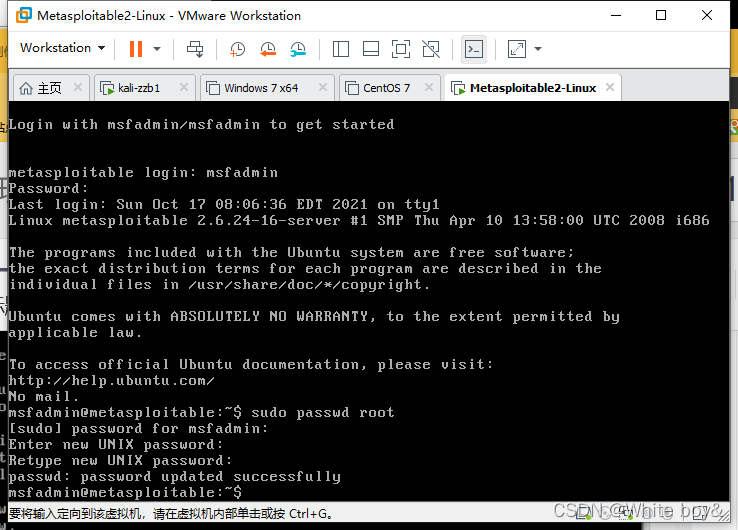 Metasploitable2-Linux - VMware Workstation
Workstation
主页 kali-zzb1 Windows 7 x64 CentOS 7 Metasploitable2-Linux
Login with msfadmin/msfadmin to get started
metasploitable login: msfadmin
Password:
Last login: Sun Oct 17 08:06:36 EDT 2021 on tty1
Linux metasploitable 2.6.24-16-server #1 SMP Thu Apr 10 13:58:00 UTC 2008 i686
The programs included with the Ubuntu system are free software;
the exact distribution terms for each program are described in the
individual files in /usr/share/doc/*/copyright.
Ubuntu comes with ABSOLUTELY NO WARRANTY, to the extent permitted by
applicable law.
To access official Ubuntu documentation, please visit:
http://help.ubuntu.com/
No mail.
msfadmin@metasploitable:~$ sudo passwd root
[sudo] password for msfadmin:
Enter new UNIX password:
Retype new UNIX password:
passwd: password updated successfully
msfadmin@metasploitable:~$
要将输入定向到该虚拟机，请在虚拟机内部单击或按 Ctrl+G。
CSDN @White boy&